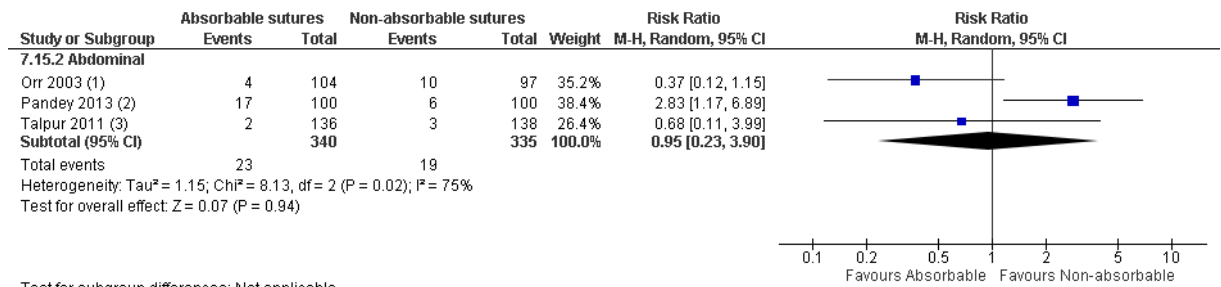 Absorbable sutures Non-absorbable sutures Risk Ratio Risk Ratio
Study or Subgroup Events Total Events Total Weight M-H, Random, 95% CI M-H, Random, 95% CI
7.15.2 Abdominal
Orr 2003 (1) 4 104 10 97 35.2% 0.37 [0.12, 1.15]
Pandey 2013 (2) 17 100 6 100 38.4% 2.83 [1.17, 6.89]
Talpur 2011 (3) 2 136 3 138 26.4% 0.68 [0.11, 3.99]
Subtotal (95% CI) 340 335 100.0% 0.95 [0.23, 3.90]
Total events 23 19
Heterogeneity: Tau² = 1.15; Chi² = 8.13, df = 2 (P = 0.02); I² = 75%
Test for overall effect: Z = 0.07 (P = 0.94)
0.1 0.2 0.5 1 2 5 10
Favours Absorbable Favours Non-absorbable
Test for subgroup differences: Not applicable